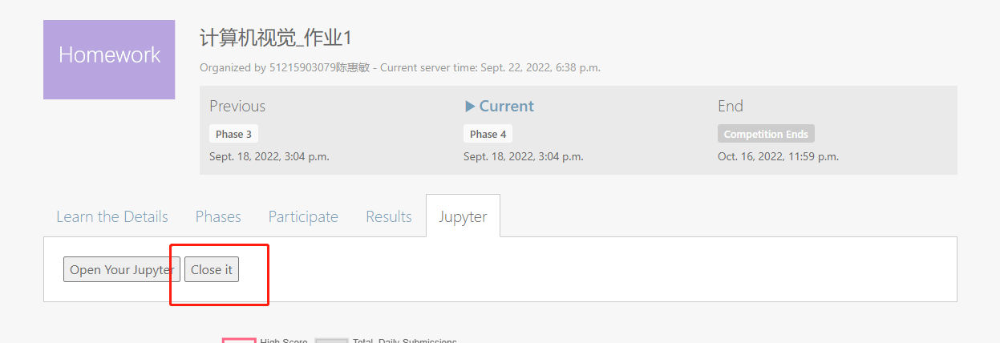 Homework
计算机视觉_作业1
Organized by 51215903079陈惠敏 - Current server time: Sept. 22, 2022, 6:38 p.m.
Previous
▶ Current
End
Phase 3
Phase 4
Competition Ends
Sept. 18, 2022, 3:04 p.m.
Sept. 18, 2022, 3:04 p.m.
Oct. 16, 2022, 11:59 p.m.
Learn the Details
Phases
Participate
Results
Jupyter
Open Your Jupyter
Close it
High Score
Total Daily Submissions